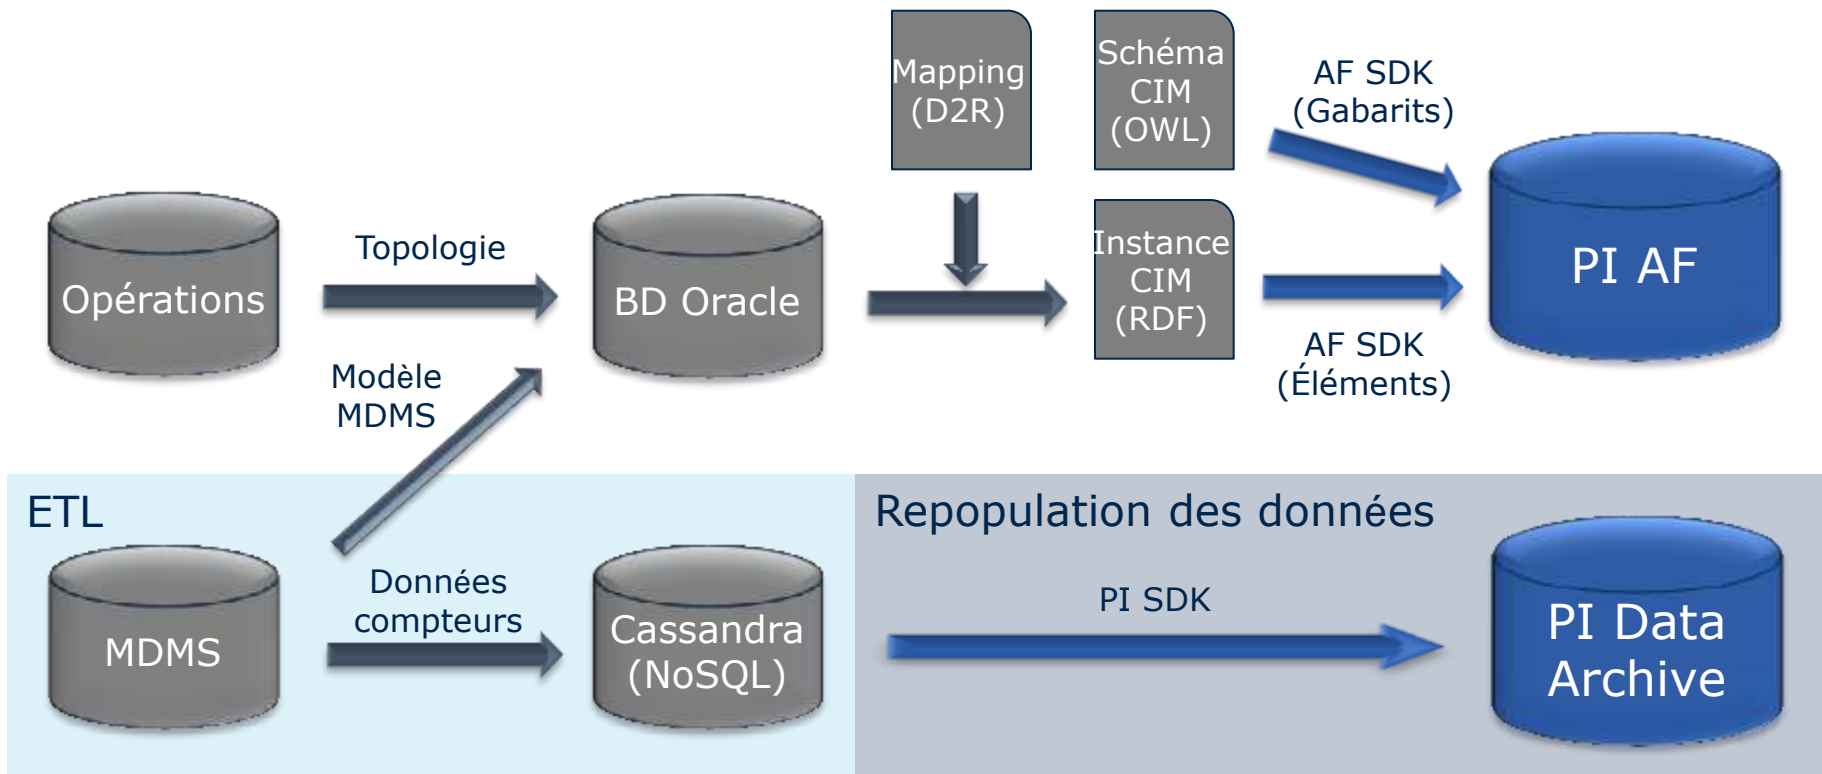 Mapping
(D2R)
Schéma
CIM
(OWL)
AF SDK
(Gabarits)
Opérations
Topologie
BD Oracle
Instance
CIM
(RDF)
PI AF
AF SDK
(Éléments)
Modèle
MDMS
ETL
MDMS
Données
compteurs
Cassandra
(NoSQL)
Repopulation des données
PI SDK
PI Data
Archive